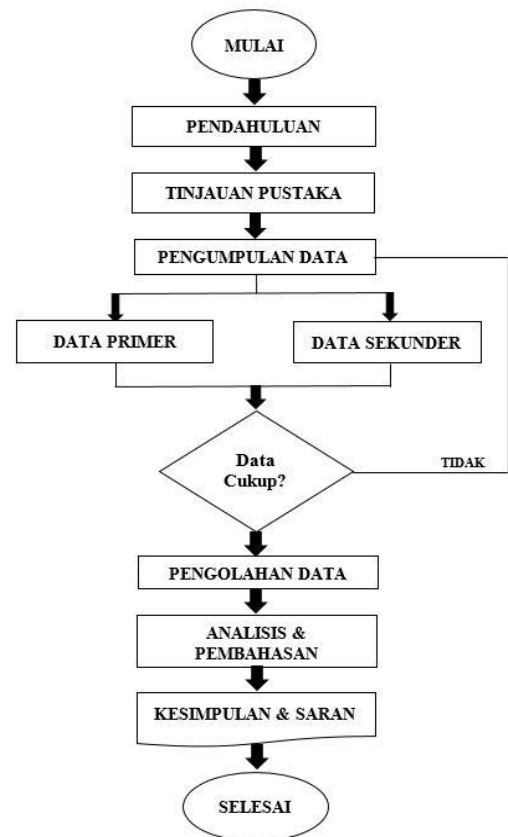 MULAI
PENDAHULUAN
TINJAUAN PUSTAKA
PENGUMPULAN DATA
DATA PRIMER
DATA SEKUNDER
Data
Cukup?
TIDAK
PENGOLAHAN DATA
ANALISIS &
PEMBAHASAN
KESIMPULAN & SARAN
SELESAI